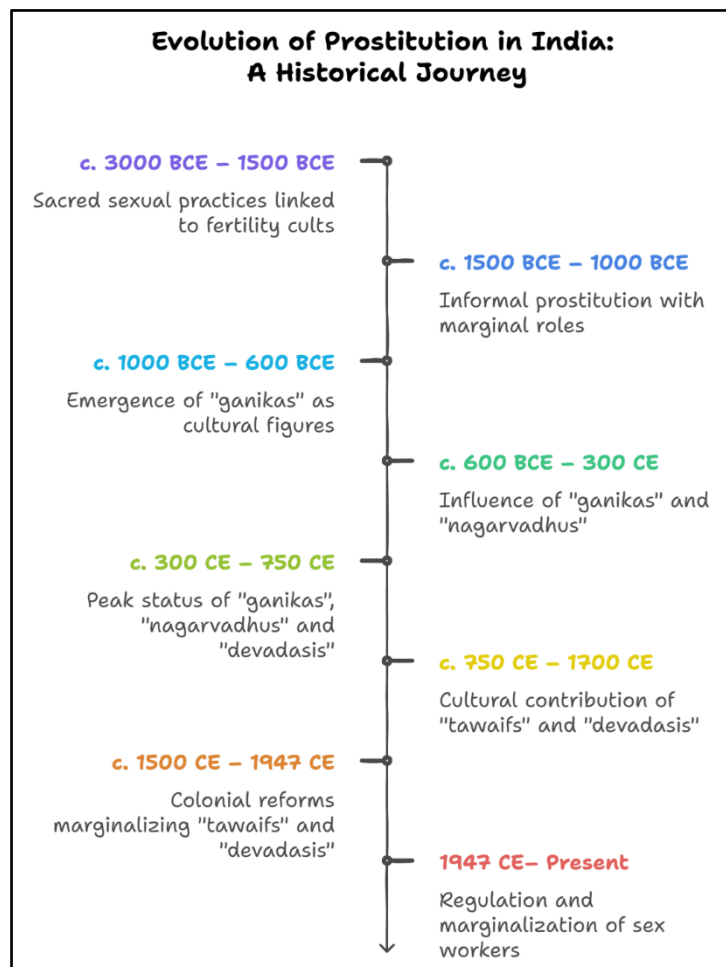 Evolution of Prostitution in India:
A Historical Journey
c. 3000 BCE – 1500 BCE
Sacred sexual practices linked
to fertility cults
c. 1500 BCE – 1000 BCE
Informal prostitution with
marginal roles
c. 1000 BCE – 600 BCE
Emergence of "ganikas" as
cultural figures
c. 600 BCE – 300 CE
Influence of "ganikas" and
"nagarvadhus"
c. 300 CE – 750 CE
Peak status of "ganikas",
"nagarvadhus" and
"devadasis"
c. 750 CE – 1700 CE
Cultural contribution of
"tawaifs" and "devadasis"
c. 1500 CE – 1947 CE
Colonial reforms
marginalizing "tawaifs" and
"devadasis"
1947 CE– Present
Regulation and
marginalization of sex
workers